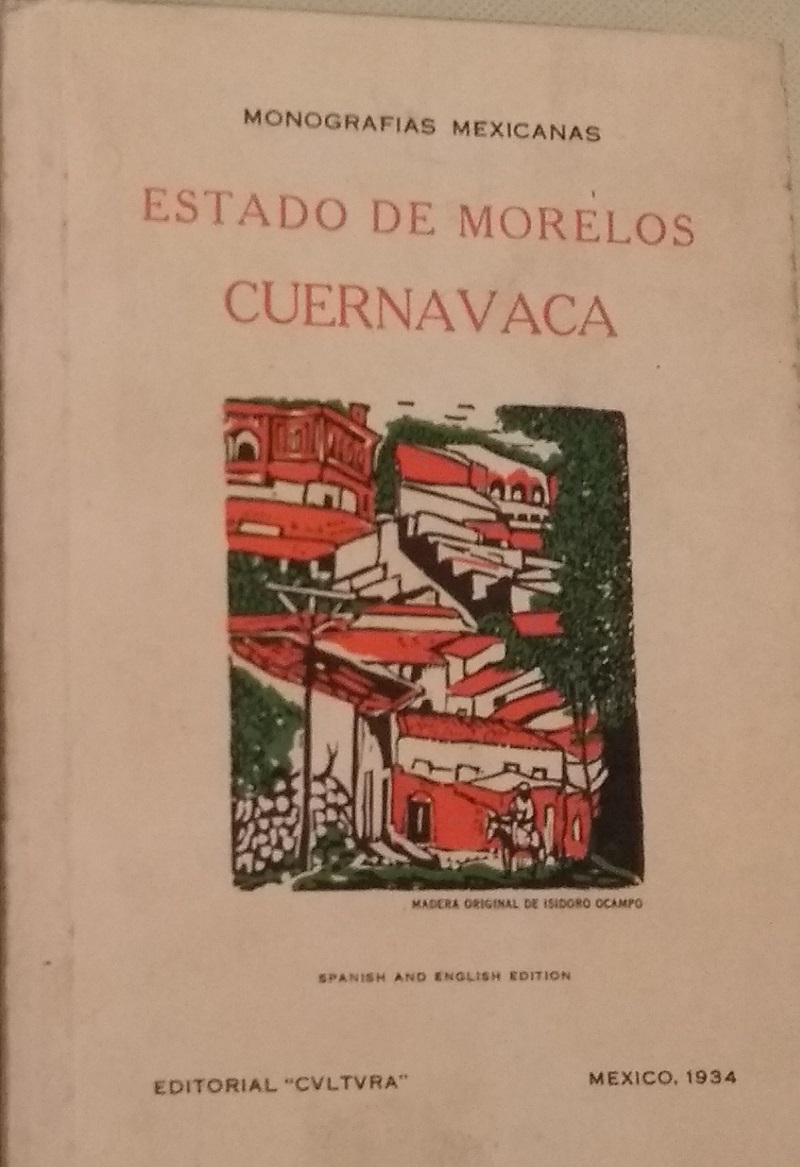 MONOGRAFIAS MEXICANAS
ESTADO DE MORELOS
CUERNAVACA
MADERA ORIGINAL DE ISIDORO OCAMPO
SPANISH AND ENGLISH EDITION
EDITORIAL "CVLTVRA"
MEXICO, 1934